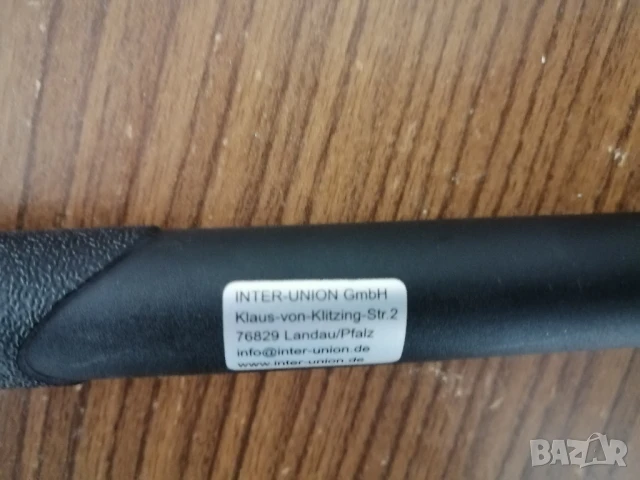 INTER-UNION GmbH
Klaus-von-Klitzing-Str.2
76829 Landau/Pfalz
info@inter-union.de
www.inter-union.de
BAZAR